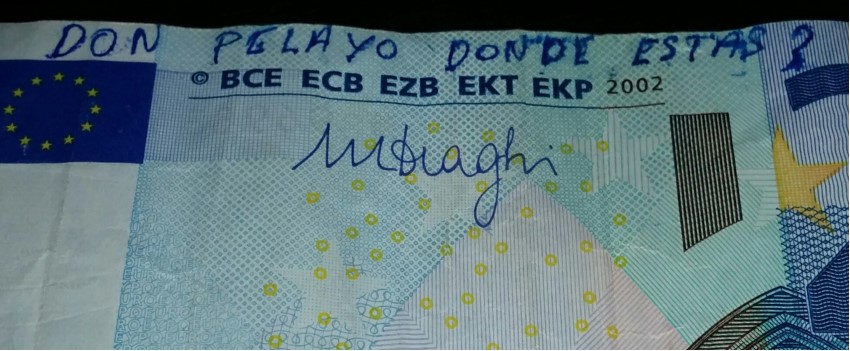 DON PELAYO DONDE ESTAS?
© BCE ECB EZB EKT EKP 2002
MDraghi